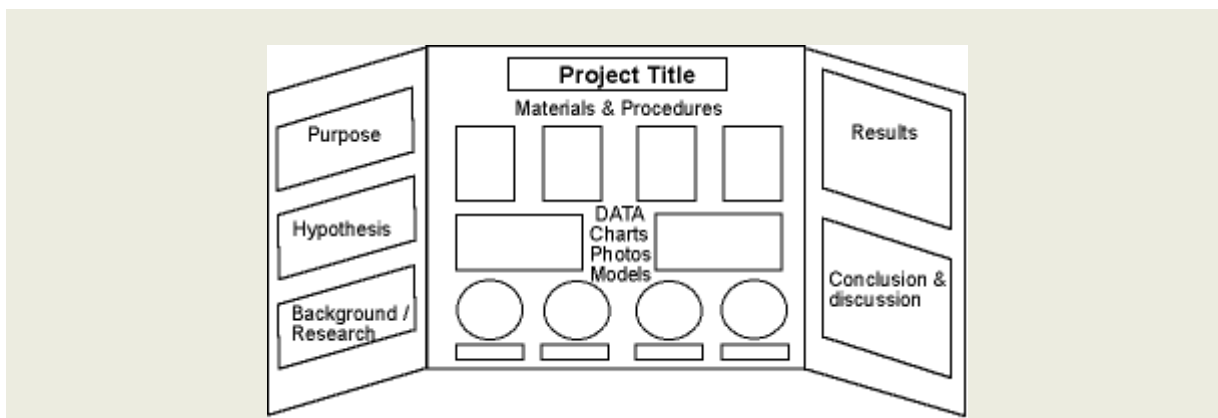 Project Title
Materials & Procedures
Purpose
Hypothesis
Background /
Research
DATA
Charts
Photos
Models
Results
Conclusion &
discussion